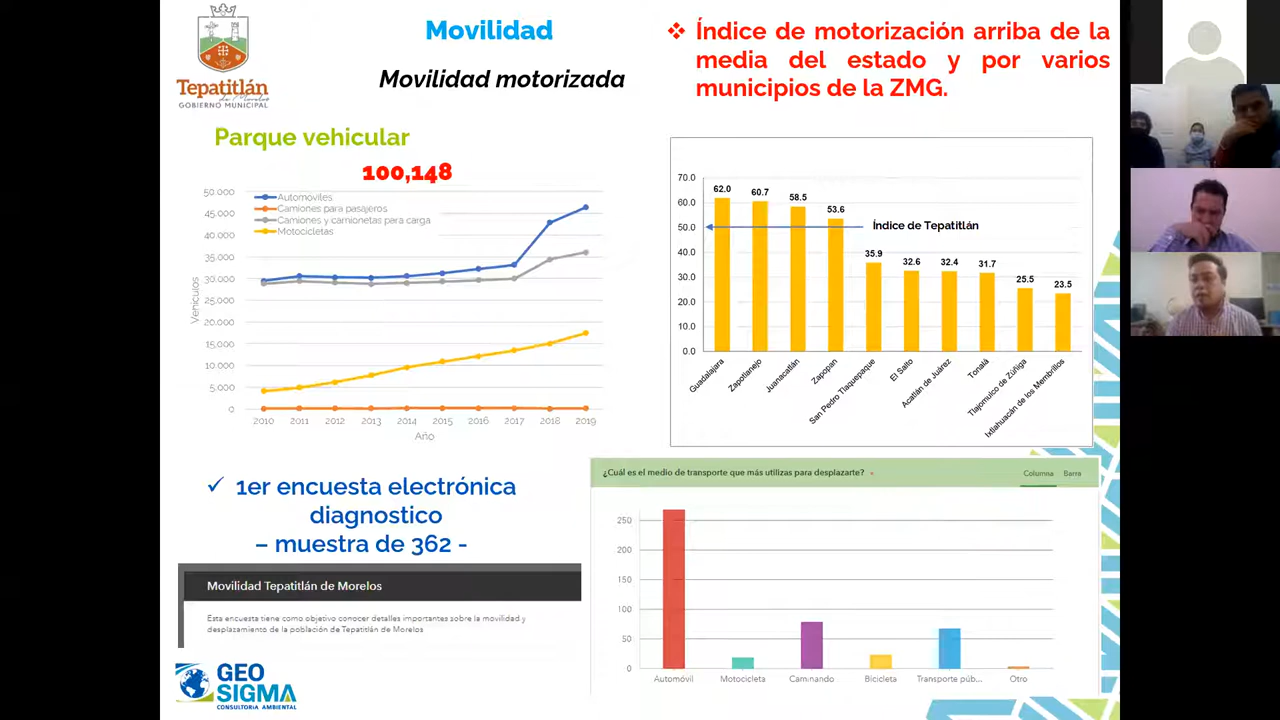 Tepatitlán
de Morelos
GOBIERNO MUNICIPAL
Movilidad
Movilidad motorizada
❖ Índice de motorización arriba de la
media del estado y por varios
municipios de la ZMG.
Parque vehicular
100,148
Automóviles
Camiones para pasajeros
Camiones y camionetas para carga
Motocicletas
50.000
45.000
40.000
35.000
30.000
25.000
20.000
15.000
10.000
5.000
0
Vehículos
2010 2011 2012 2013 2014 2015 2016 2017 2018 2019
Año
70.0
60.0
50.0
40.0
30.0
20.0
10.0
0.0
62.0 60.7 58.5 53.6 35.9 32.6 32.4 31.7 25.5 23.5
Índice de Tepatitlán
Guadalajara
Zapotlanejo
Juanacatlán
Zapopan
San Pedro Tlaquepaque
El Salto
Acatlán de Juárez
Tonalá
Tlajomulco de Zúñiga
Ixtlahuacán de los Membrillos
✓ 1er encuesta electrónica
diagnostico
– muestra de 362 -
Movilidad Tepatitlán de Morelos
Esta encuesta tiene como objetivo conocer detalles importantes sobre la movilidad y
desplazamiento de la población de Tepatitlán de Morelos
GEO
SIGMA
CONSULTORIA AMBIENTAL
¿Cuál es el medio de transporte que más utilizas para desplazarte?
Columna Barra
250
200
150
100
50
0
Automóvil Motocicleta Caminando Bicicleta Transporte púb... Otro